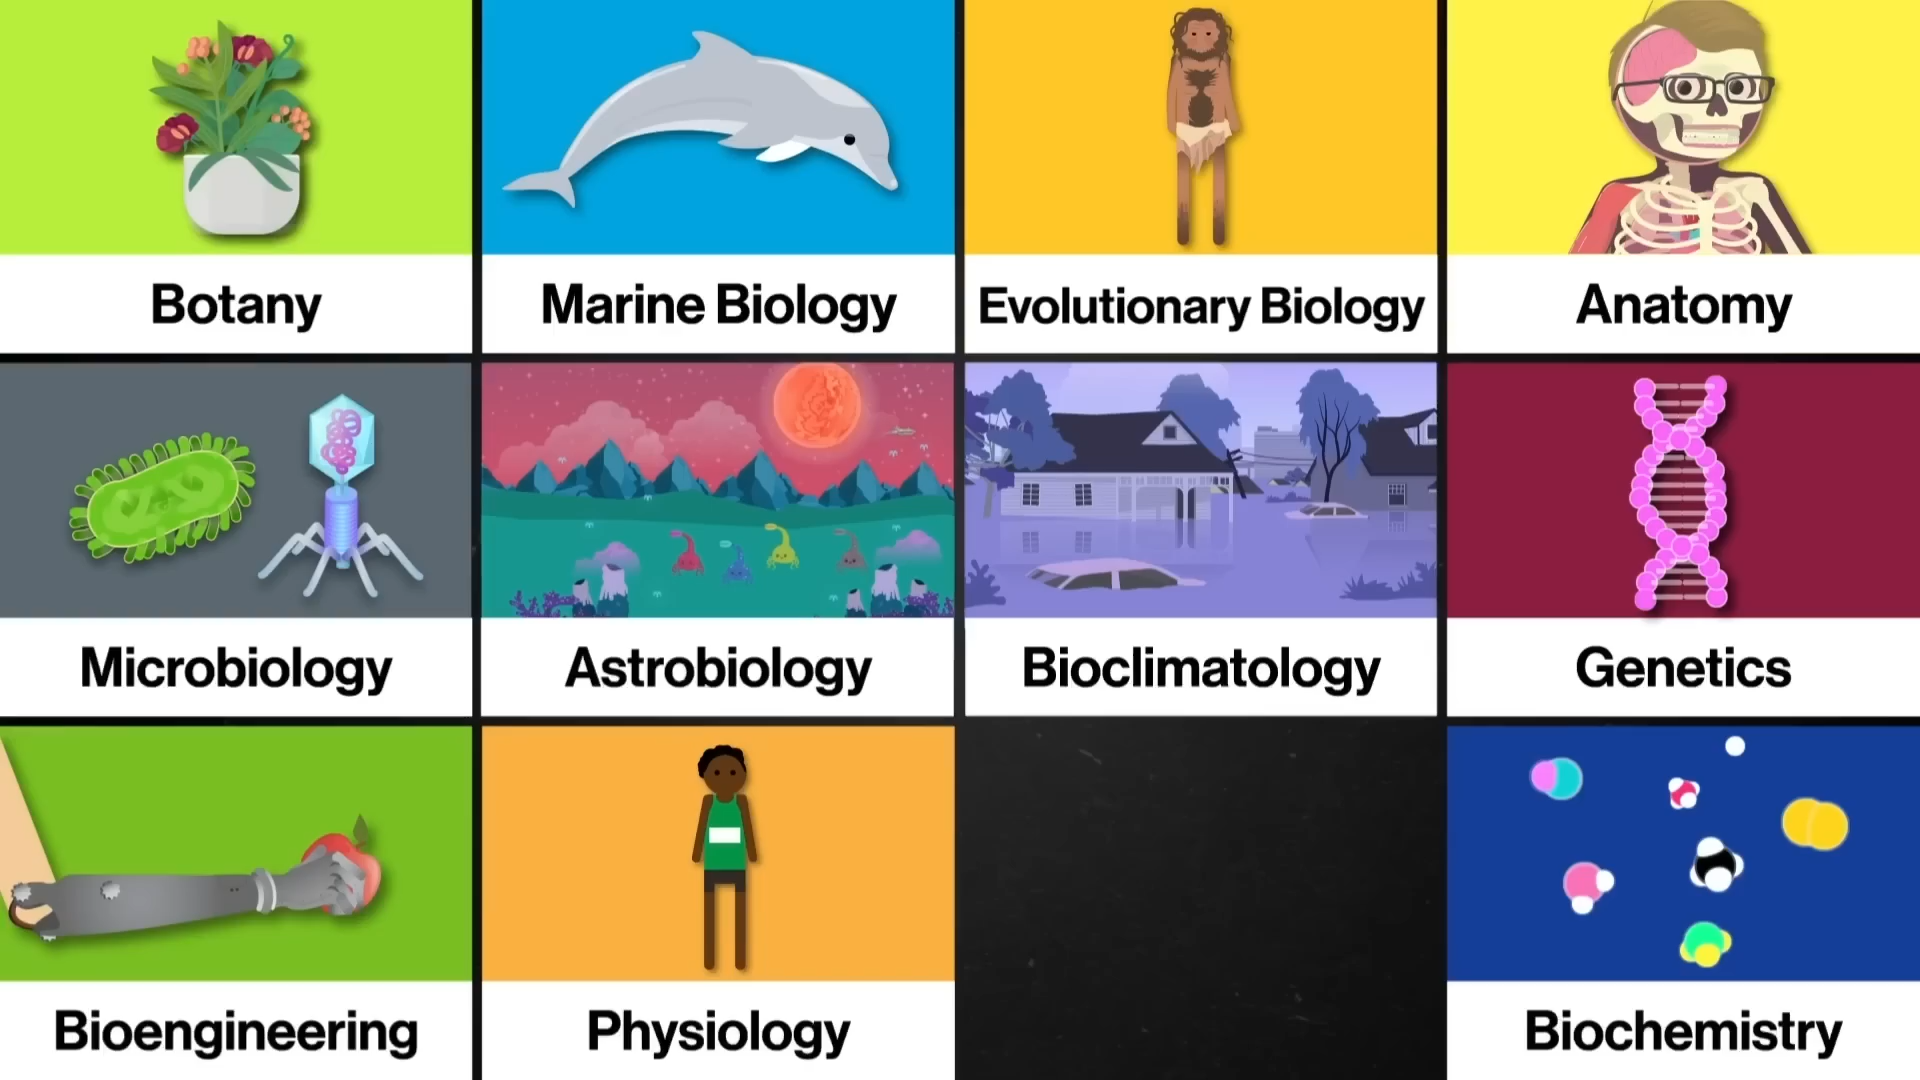 Botany
Marine Biology
Evolutionary Biology
Anatomy
Microbiology
Astrobiology
Bioclimatology
Genetics
Bioengineering
Physiology
Biochemistry